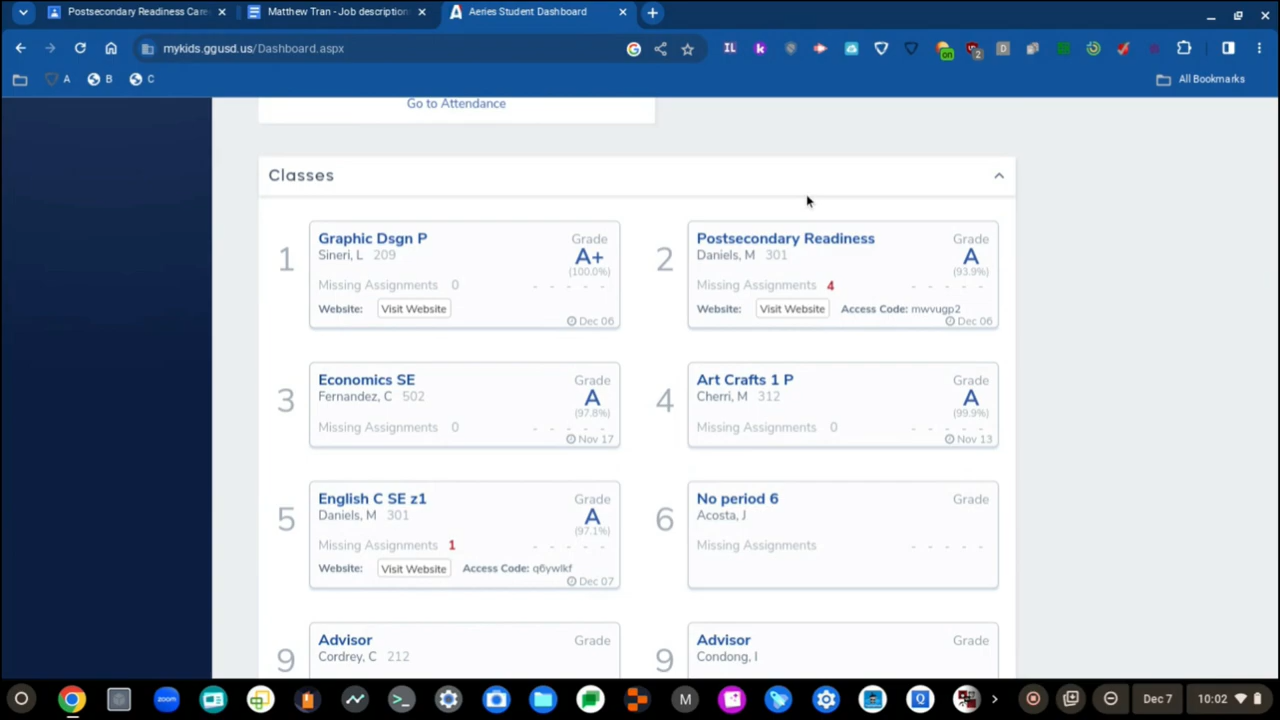 Postsecondary Readiness Care
Matthew Tran - Job description
Aeries Student Dashboard
mykids.ggusd.us/Dashboard.aspx
A B C
All Bookmarks
Go to Attendance
Classes
1
Graphic Dsgn P
Grade
Sineri, L 209
A+
(100.0%)
Missing Assignments 0
- - - - -
Website: Visit Website
Dec 06
2
Postsecondary Readiness
Grade
Daniels, M 301
A
(93.9%)
Missing Assignments 4
- - - - -
Website: Visit Website Access Code: mwvugp2
Dec 06
3
Economics SE
Grade
Fernandez, C 502
A
(97.8%)
Missing Assignments 0
- - - - -
Nov 17
4
Art Crafts 1 P
Grade
Cherri, M 312
A
(99.9%)
Missing Assignments 0
- - - - -
Nov 13
5
English C SE z1
Grade
Daniels, M 301
A
(97.1%)
Missing Assignments 1
- - - - -
Website: Visit Website Access Code: q6ywlkf
Dec 07
6
No period 6
Grade
Acosta, J
Missing Assignments
- - - - -
9
Advisor
Grade
Cordrey, C 212
9
Advisor
Grade
Condong, I
zoom
M
Q
Dec 7
10:02